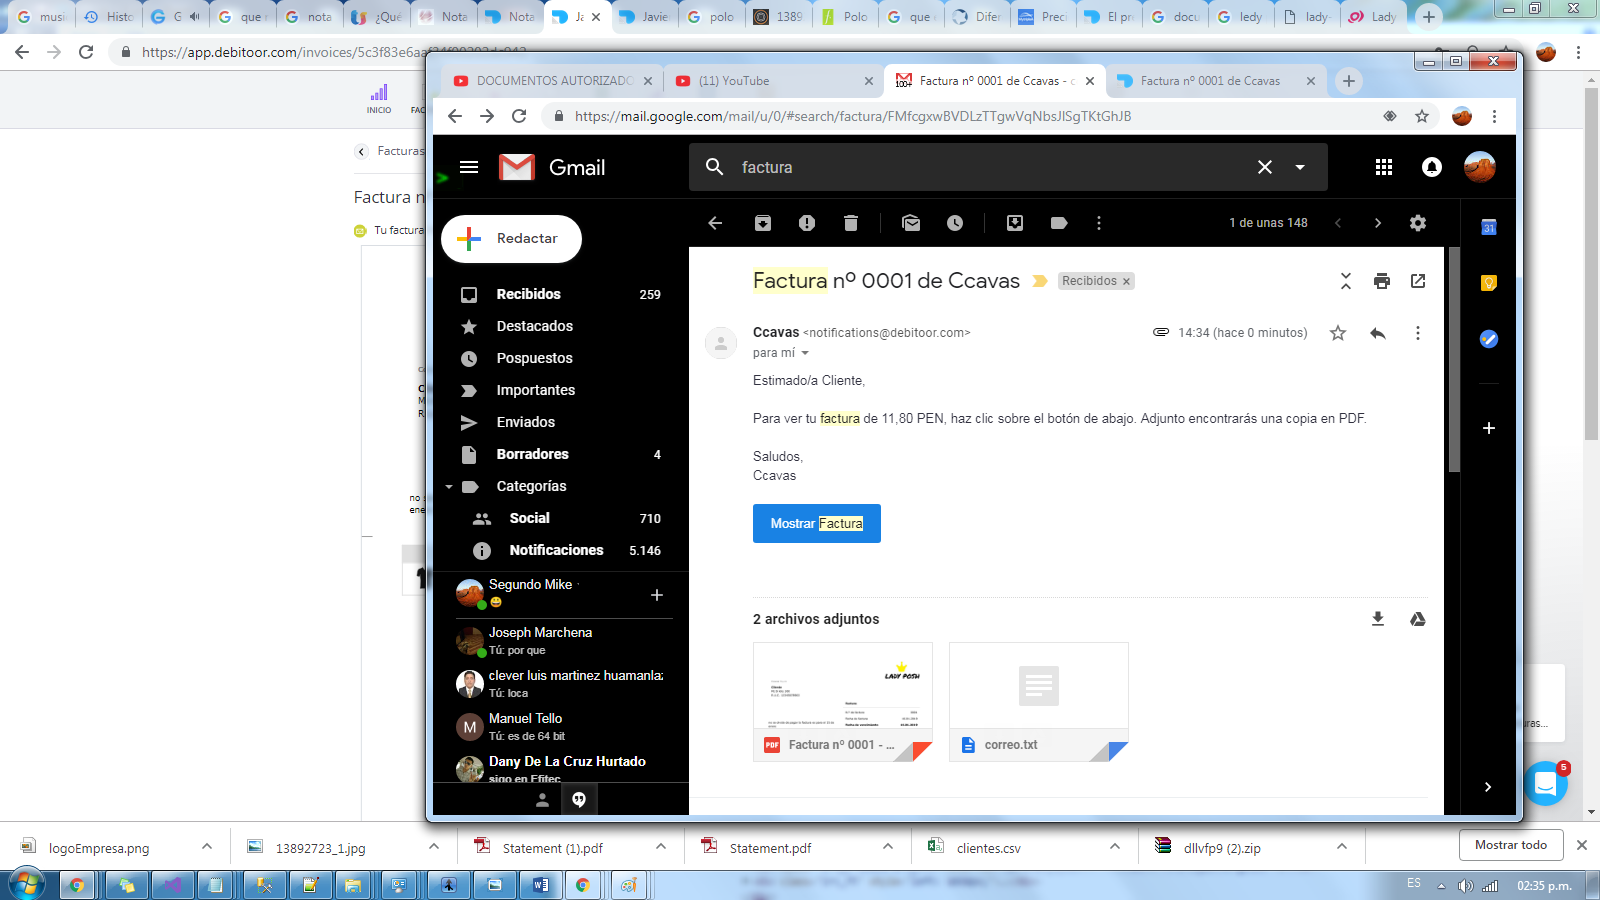 music
Histo
G
que r
nota
¿Qué
Nota
Nota
Ja
Javie
polo
1389
Polo
que
Difer
Preci
El pr
docu
ledy
lady-
Lady
https://app.debitoor.com/invoices/5c3f83e6aa
INICIO
Facturas
Factura n
Tu factura
DOCUMENTOS AUTORIZADO
(11) YouTube
Factura nº 0001 de Ccavas - c
Factura nº 0001 de Ccavas
https://mail.google.com/mail/u/0/#search/factura/FMfcgxwBVDLzTTgwVqNbsJlSgTKtGhJB
Gmail
factura
Redactar
1 de unas 148
Recibidos 259
Destacados
Pospuestos
Importantes
Enviados
Borradores 4
Categorías
Social 710
Notificaciones 5.146
Segundo Mike
Joseph Marchena
Tú: por que
clever luis martinez huamanla
Tú: loca
Manuel Tello
Tú: es de 64 bit
Dany De La Cruz Hurtado
sigo en Efitec
Factura nº 0001 de Ccavas
Recibidos x
Ccavas <notifications@debitoor.com>
14:34 (hace 0 minutos)
para mí
Estimado/a Cliente,
Para ver tu factura de 11,80 PEN, haz clic sobre el botón de abajo. Adjunto encontrarás una copia en PDF.
Saludos,
Ccavas
Mostrar Factura
2 archivos adjuntos
LADY POSH
PDF Factura nº 0001 - ...
correo.txt
uras...
5
logoEmpresa.png
13892723_1.jpg
Statement (1).pdf
Statement.pdf
clientes.csv
dllvfp9 (2).zip
Mostrar todo
ES
02:35 p.m.